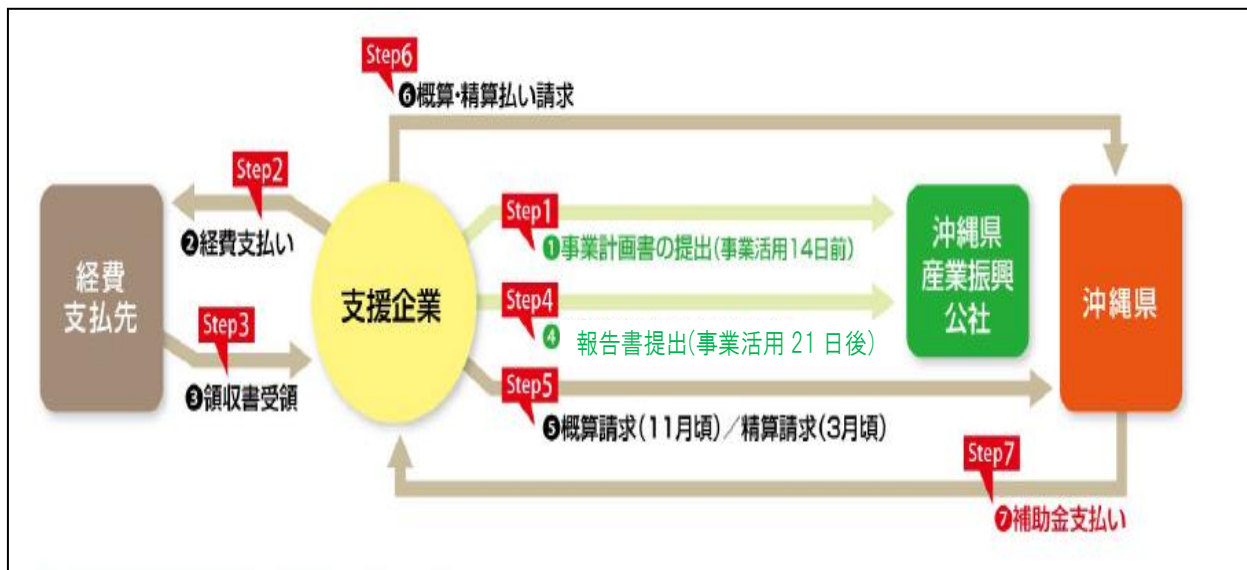 Step6
❻概算・精算払い請求
Step2
❷経費支払い
Step1
❶事業計画書の提出(事業活用14日前)
経費
支払先
支援企業
沖縄県
産業振興
公社
沖縄県
Step4
❹ 報告書提出(事業活用 21 日後)
Step3
❸領収書受領
Step5
❺概算請求(11月頃)／精算請求(3月頃)
Step7
❼補助金支払い